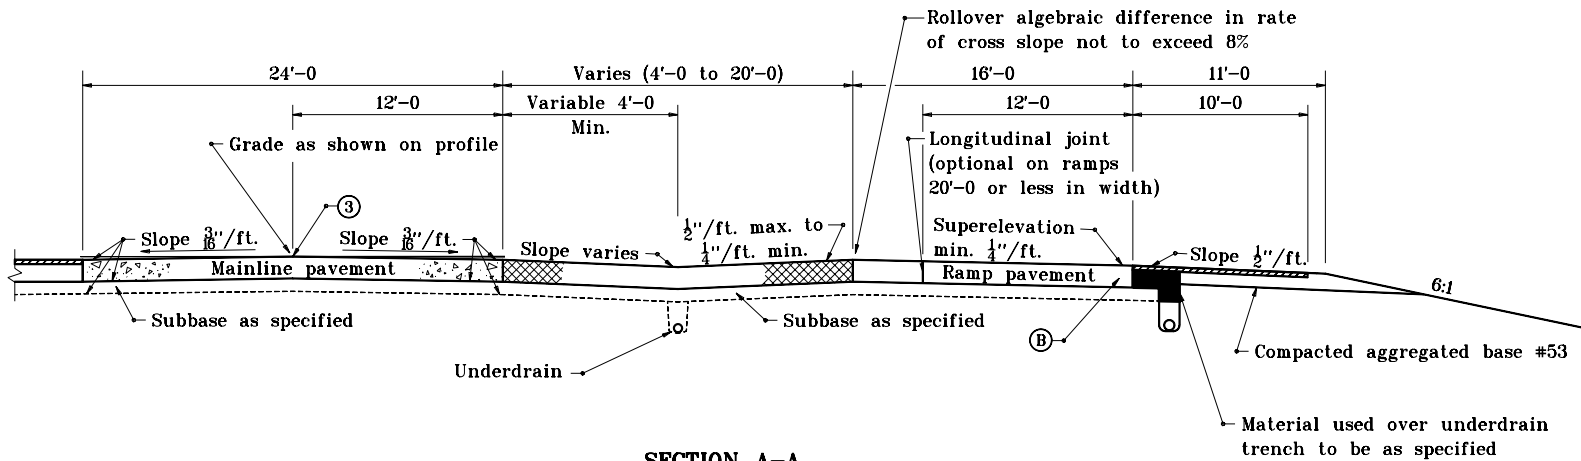 Rollover algebraic difference in rate
of cross slope not to exceed 8%
24'-0
Varies (4'-0 to 20'-0)
16'-0
11'-0
12'-0
Variable 4'-0
Min.
12'-0
10'-0
Grade as shown on profile
Longitudinal joint
(optional on ramps
20'-0 or less in width)
3
Slope 3/16"/ft.
Slope 3/16"/ft.
Slope varies
1/2"/ft. max. to
1/4"/ft. min.
Superelevation
min. 1/4"/ft.
Slope 1/2"/ft.
Mainline pavement
Ramp pavement
6:1
Subbase as specified
Subbase as specified
B
Compacted aggregated base #53
Underdrain
Material used over underdrain
trench to be as specified
SECTION A-A